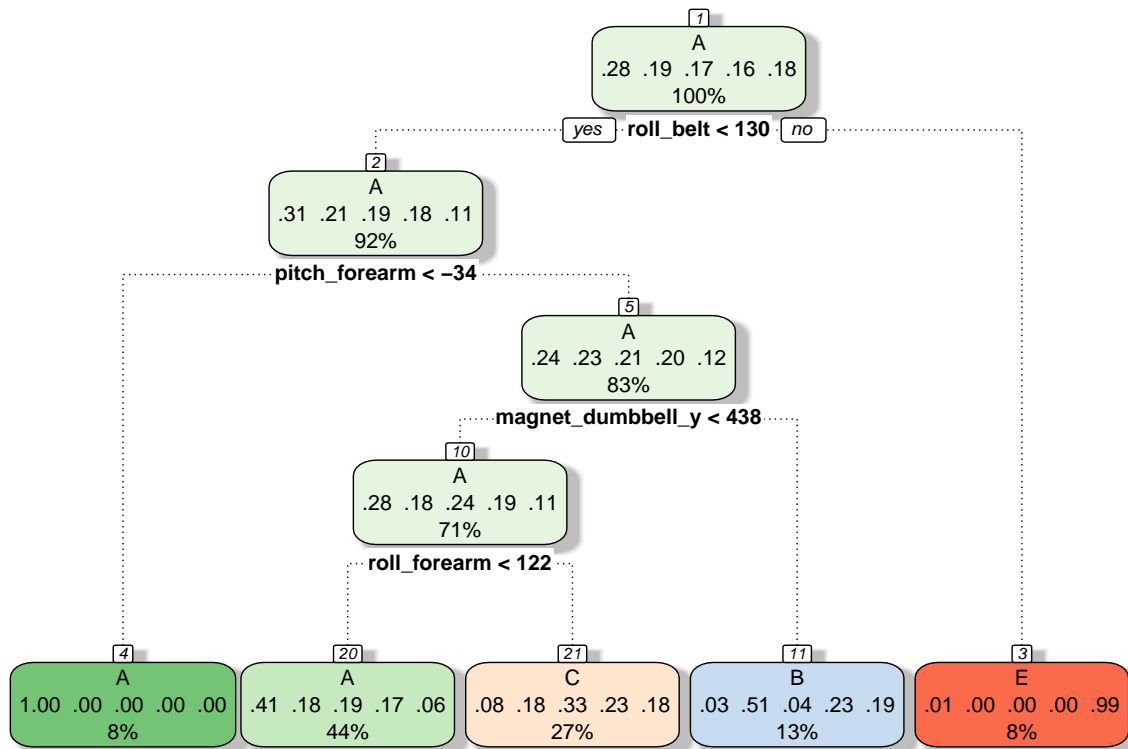 1
A
.28 .19 .17 .16 .18
100%
yes roll_belt < 130 no
2
A
.31 .21 .19 .18 .11
92%
pitch_forearm < −34
5
A
.24 .23 .21 .20 .12
83%
magnet_dumbbell_y < 438
10
A
.28 .18 .24 .19 .11
71%
roll_forearm < 122
4
A
1.00 .00 .00 .00 .00
8%
20
A
.41 .18 .19 .17 .06
44%
21
C
.08 .18 .33 .23 .18
27%
11
B
.03 .51 .04 .23 .19
13%
3
E
.01 .00 .00 .00 .99
8%